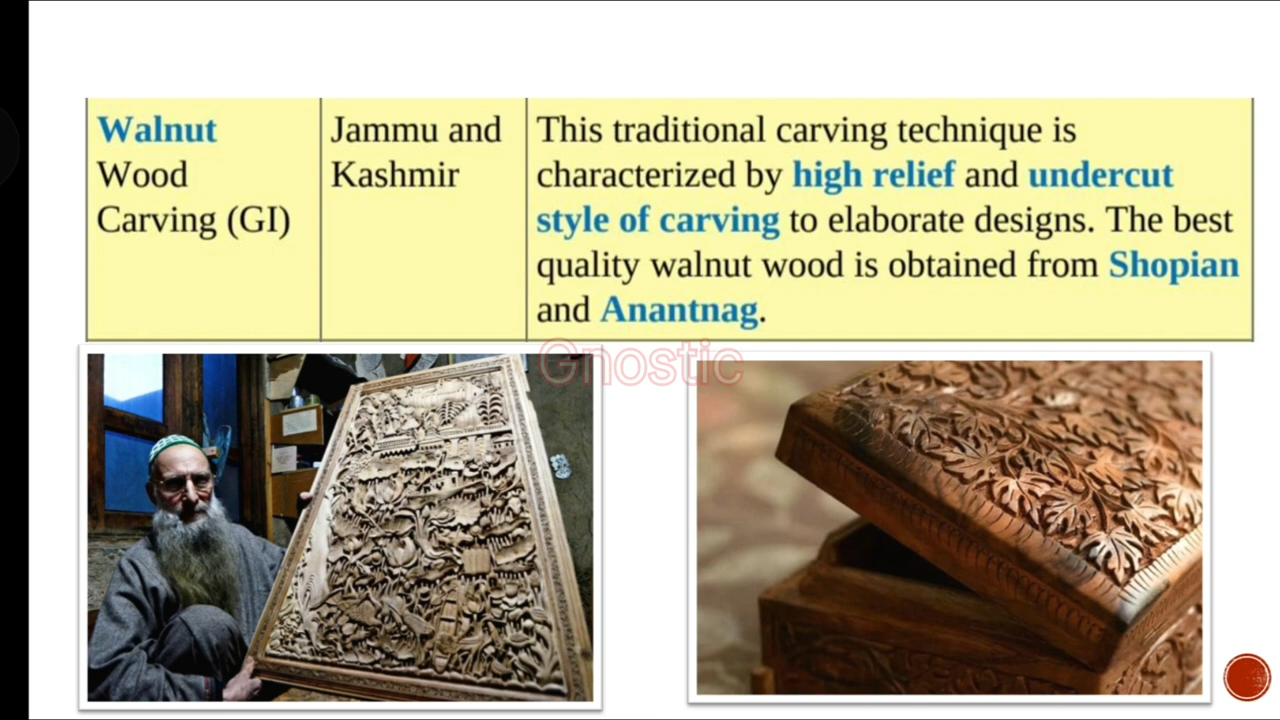 Walnut
Wood
Carving (GI)
Jammu and
Kashmir
This traditional carving technique is
characterized by high relief and undercut
style of carving to elaborate designs. The best
quality walnut wood is obtained from Shopian
and Anantnag.
Gnostic